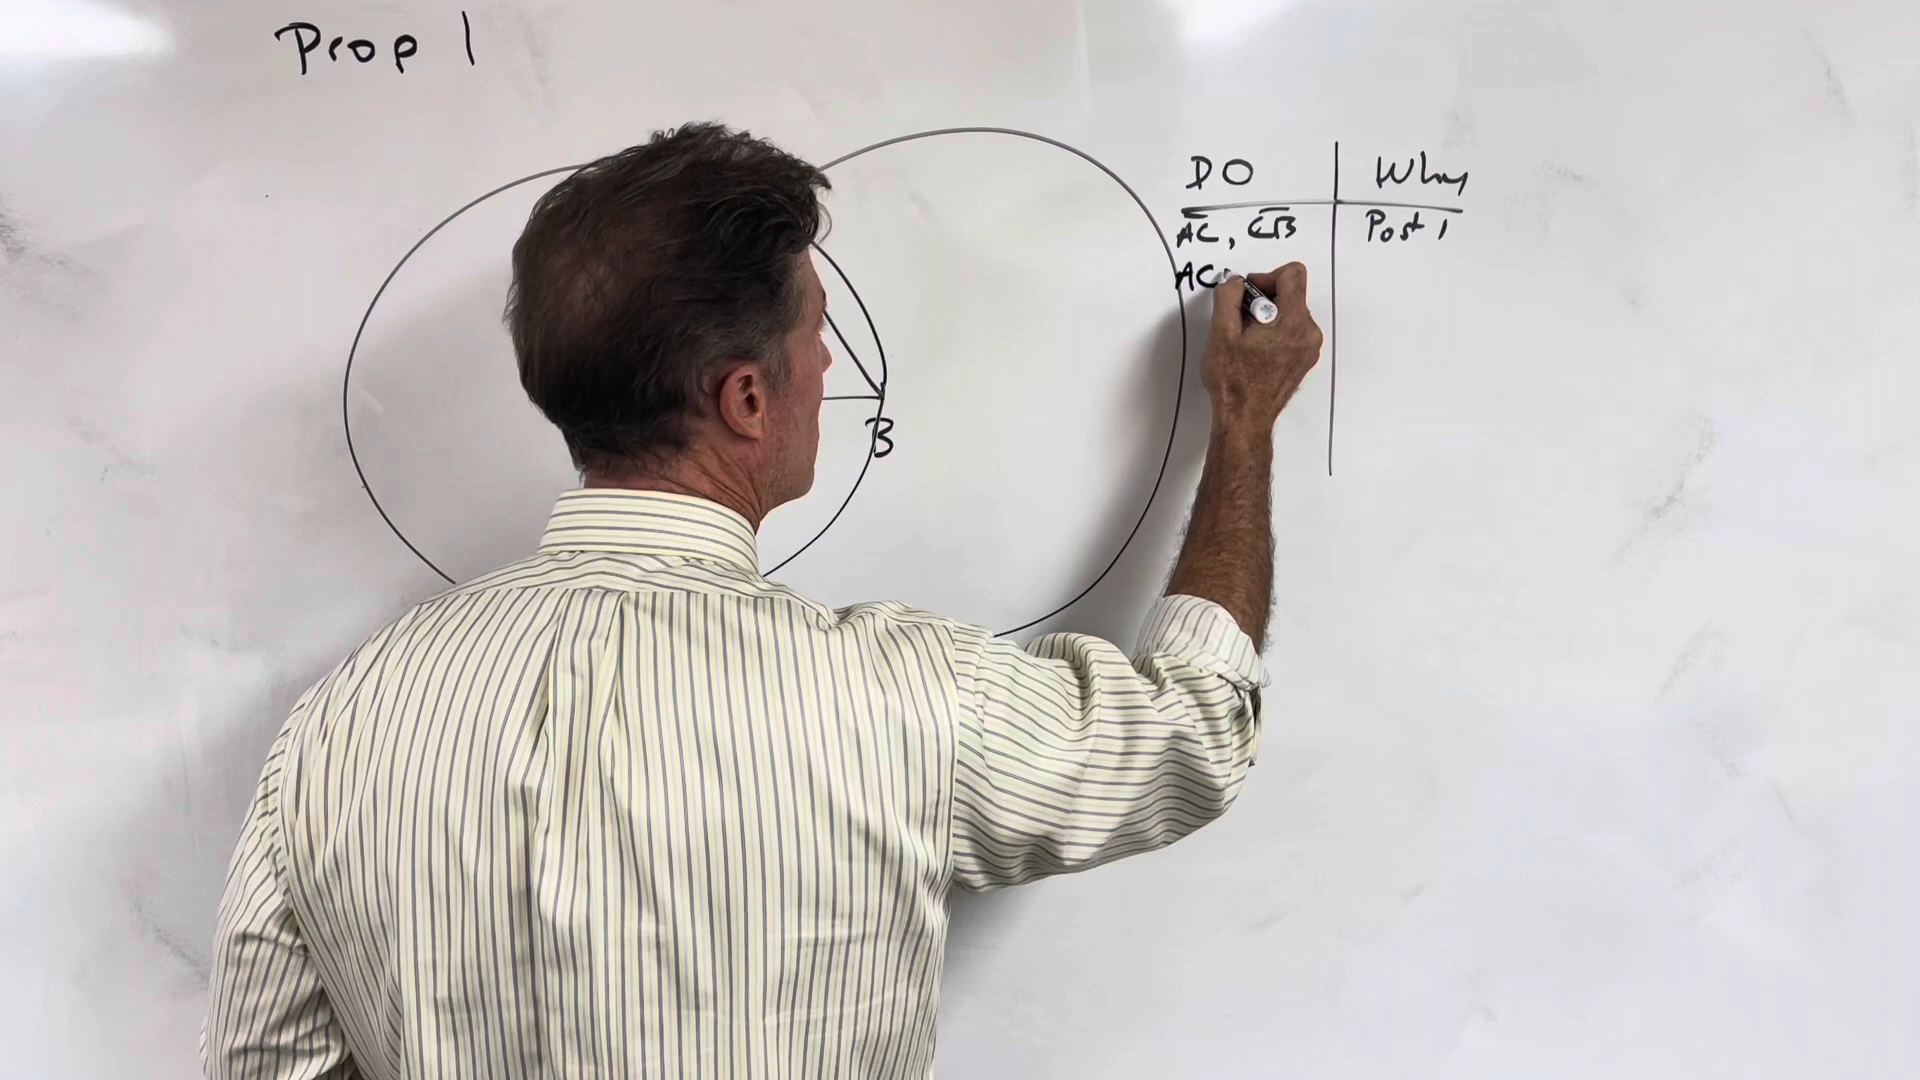 Prop 1
DO Why
AC, CB Post 1
AC
B